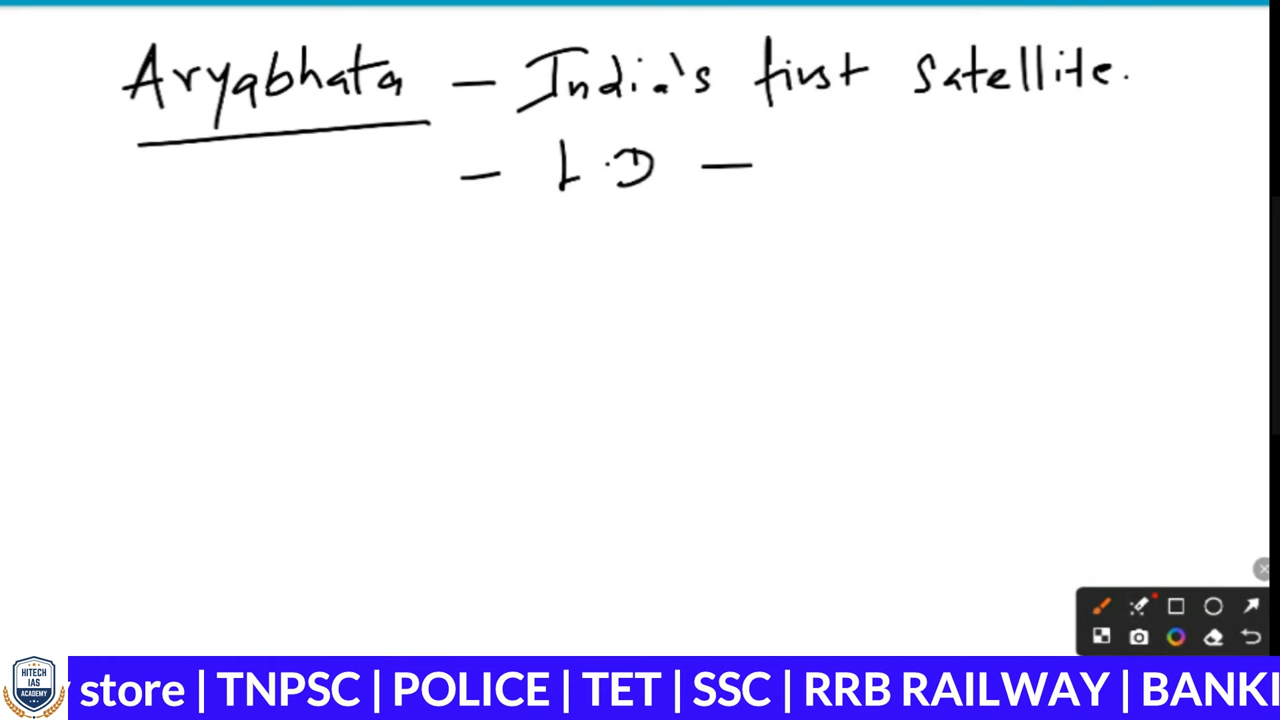 Aryabhata – India's first satellite.
– L.D –
HITECH
IAS
ACADEMY
y store | TNPSC | POLICE | TET | SSC | RRB RAILWAY | BANKI